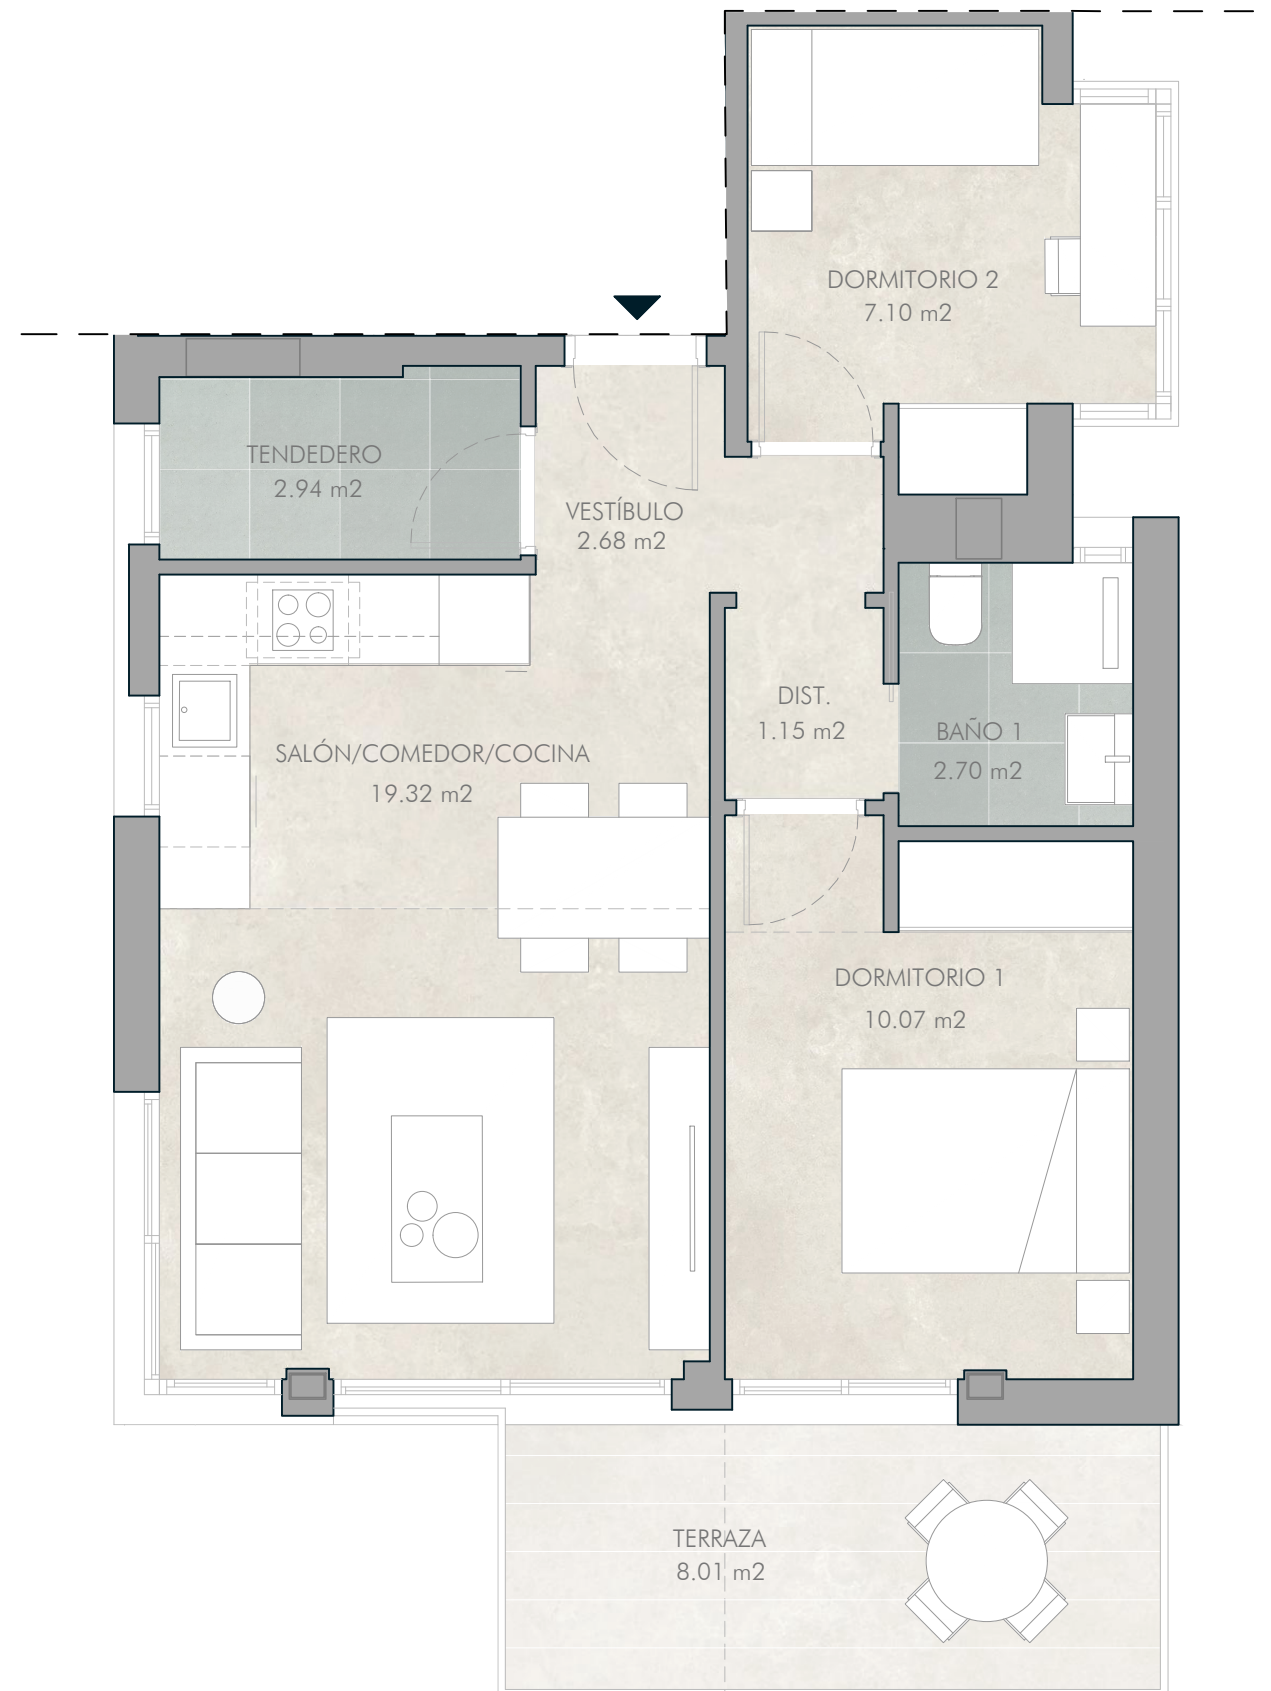 DORMITORIO 2
7.10 m2
TENDEDERO
2.94 m2
VESTÍBULO
2.68 m2
DIST.
1.15 m2
BAÑO 1
2.70 m2
SALÓN/COMEDOR/COCINA
19.32 m2
DORMITORIO 1
10.07 m2
TERRAZA
8.01 m2